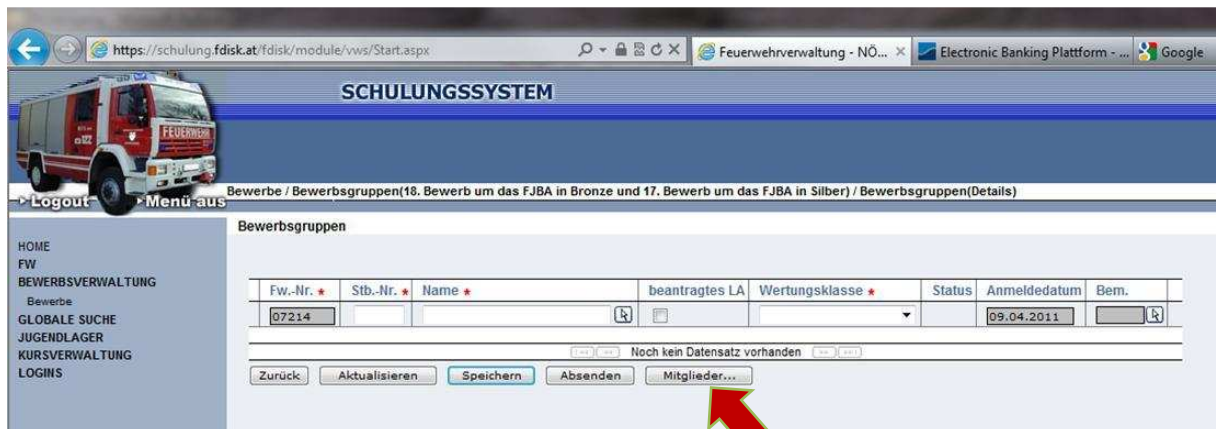 https://schulung.fdisk.at/fdisk/module/vws/Start.aspx
Feuerwehrverwaltung - NÖ...
Electronic Banking Plattform - ...
Google
SCHULUNGSSYSTEM
FEUERWEHR
122
Logout
Menü aus
Bewerbe / Bewerbsgruppen(18. Bewerb um das FJBA in Bronze und 17. Bewerb um das FJBA in Silber) / Bewerbsgruppen(Details)
Bewerbsgruppen
HOME
FW
BEWERBSVERWALTUNG
Bewerbe
GLOBALE SUCHE
JUGENDLAGER
KURSVERWALTUNG
LOGINS
Fw.-Nr. * Stb.-Nr. * Name * beantragtes LA Wertungsklasse * Status Anmeldedatum Bem.
07214 09.04.2011
Noch kein Datensatz vorhanden
Zurück Aktualisieren Speichern Absenden Mitglieder...